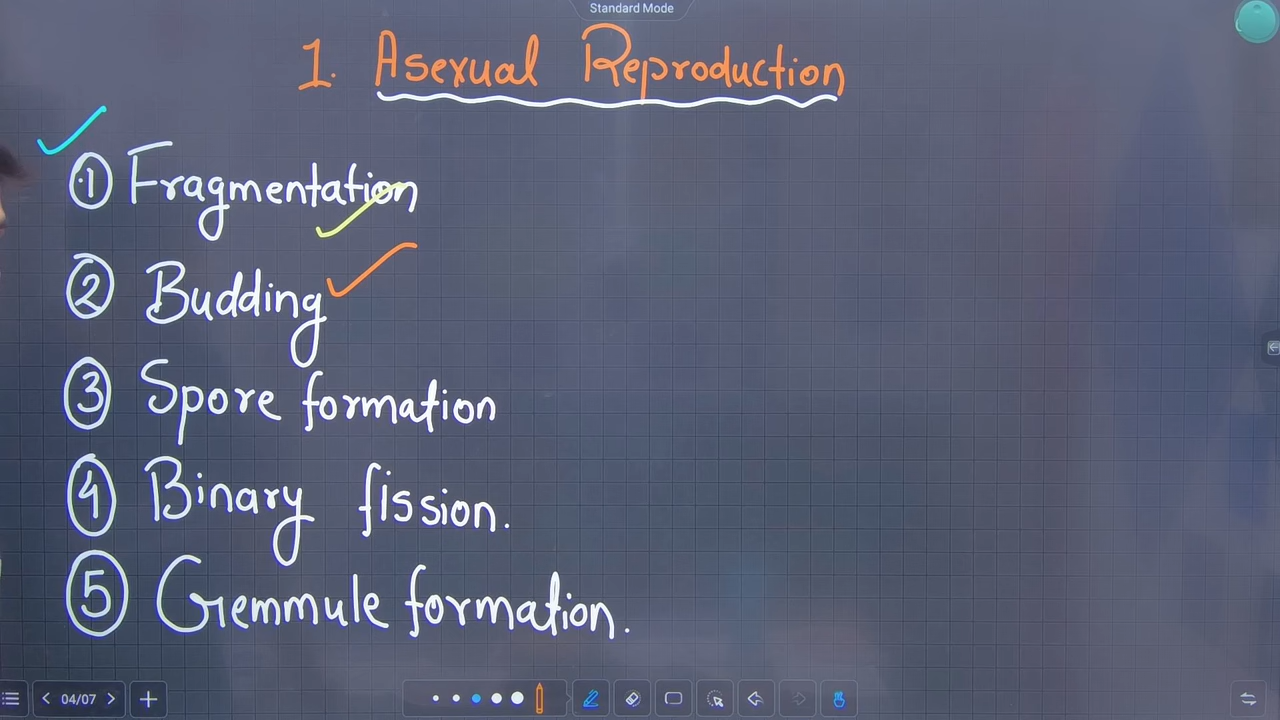 Standard Mode
1. Asexual Reproduction
① Fragmentation
② Budding
③ Spore formation
④ Binary fission.
⑤ Gemmule formation.
04/07